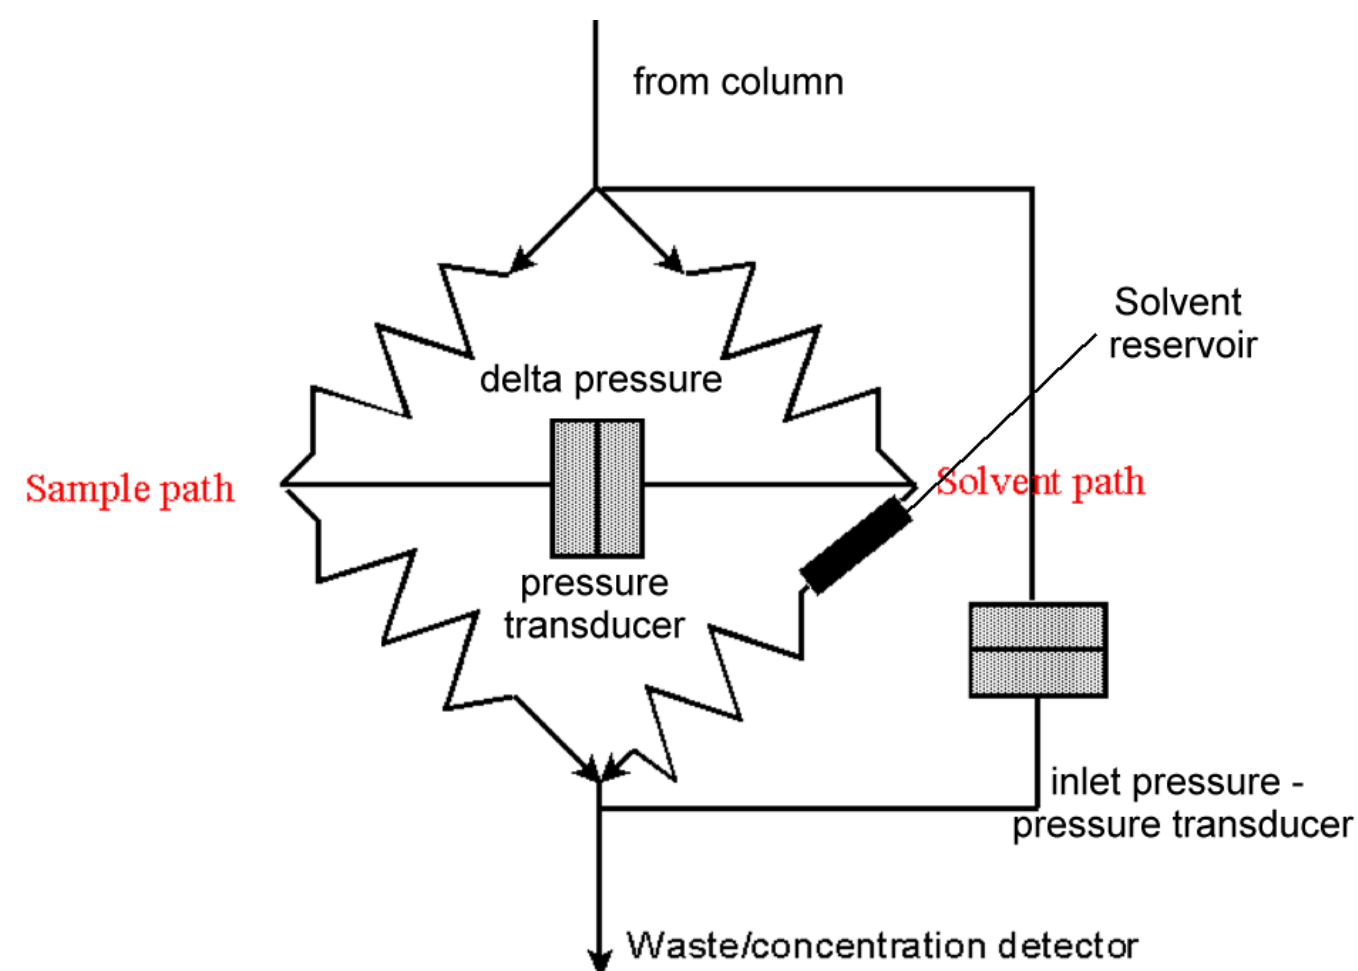 from column
Solvent
reservoir
delta pressure
Sample path
Solvent path
pressure
transducer
inlet pressure -
pressure transducer
Waste/concentration detector